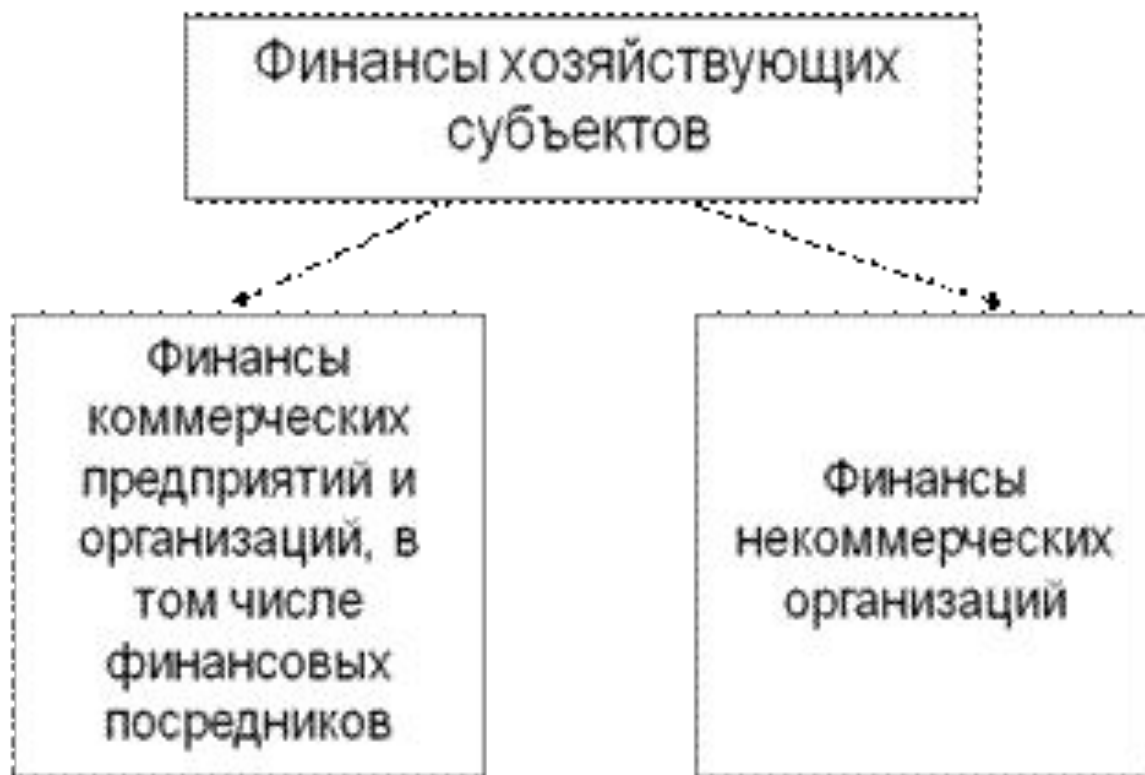 Финансы хозяйствующих
субъектов
Финансы
коммерческих
предприятий и
организаций, в
том числе
финансовых
посредников
Финансы
некоммерческих
организаций